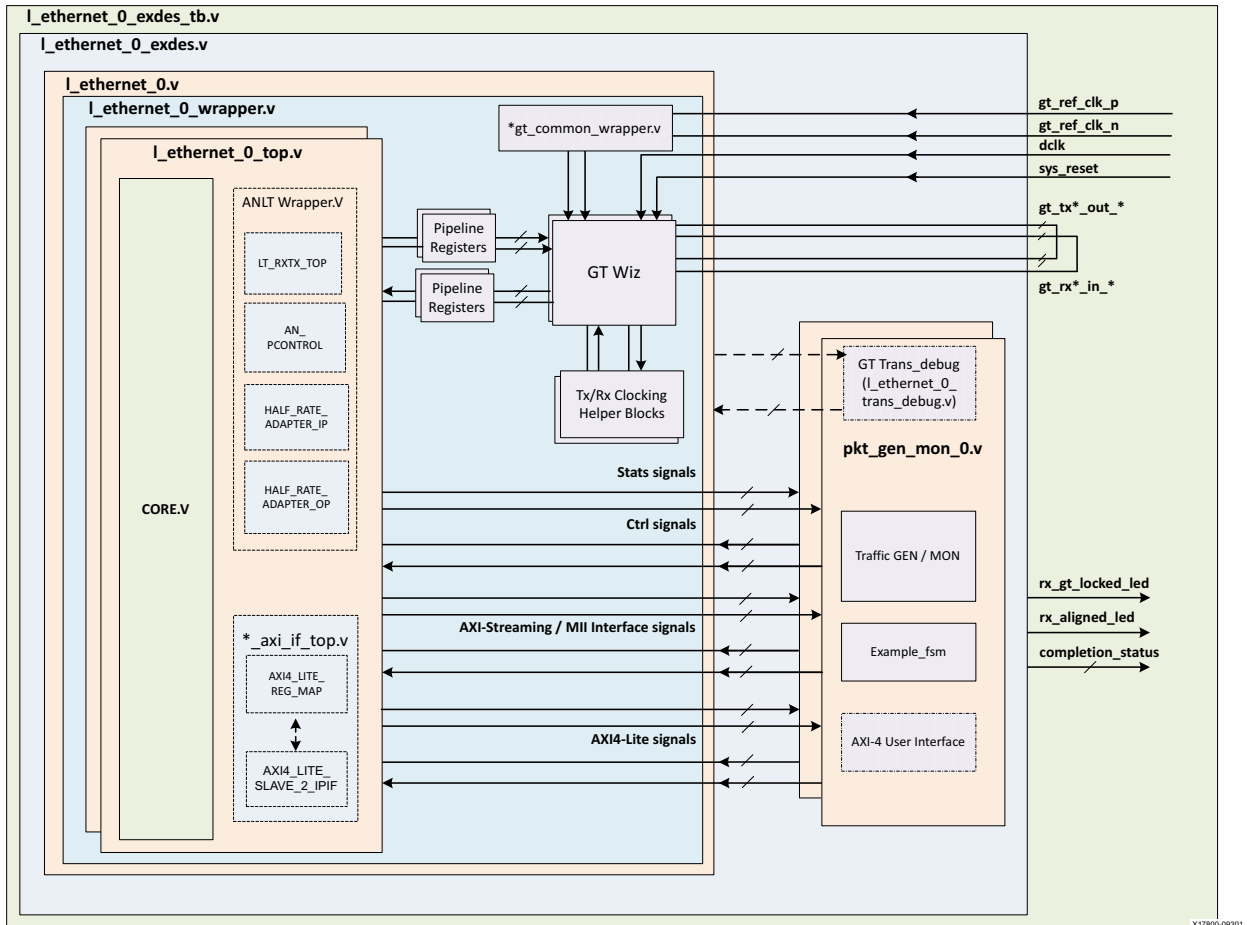 l_ethernet_0_exdes_tb.v
l_ethernet_0_exdes.v
l_ethernet_0.v
l_ethernet_0_wrapper.v
l_ethernet_0_top.v
CORE.V
ANLT Wrapper.V
LT_RXTX_TOP
AN_
PCONTROL
HALF_RATE_
ADAPTER_IP
HALF_RATE_
ADAPTER_OP
*_axi_if_top.v
AXI4_LITE_
REG_MAP
AXI4_LITE_
SLAVE_2_IPIF
Pipeline
Registers
Pipeline
Registers
*gt_common_wrapper.v
GT Wiz
Tx/Rx Clocking
Helper Blocks
Stats signals
Ctrl signals
AXI-Streaming / MII Interface signals
AXI4-Lite signals
GT Trans_debug
(l_ethernet_0_
trans_debug.v)
pkt_gen_mon_0.v
Traffic GEN / MON
Example_fsm
AXI-4 User Interface
gt_ref_clk_p
gt_ref_clk_n
dclk
sys_reset
gt_tx*_out_*
gt_rx*_in_*
rx_gt_locked_led
rx_aligned_led
completion_status